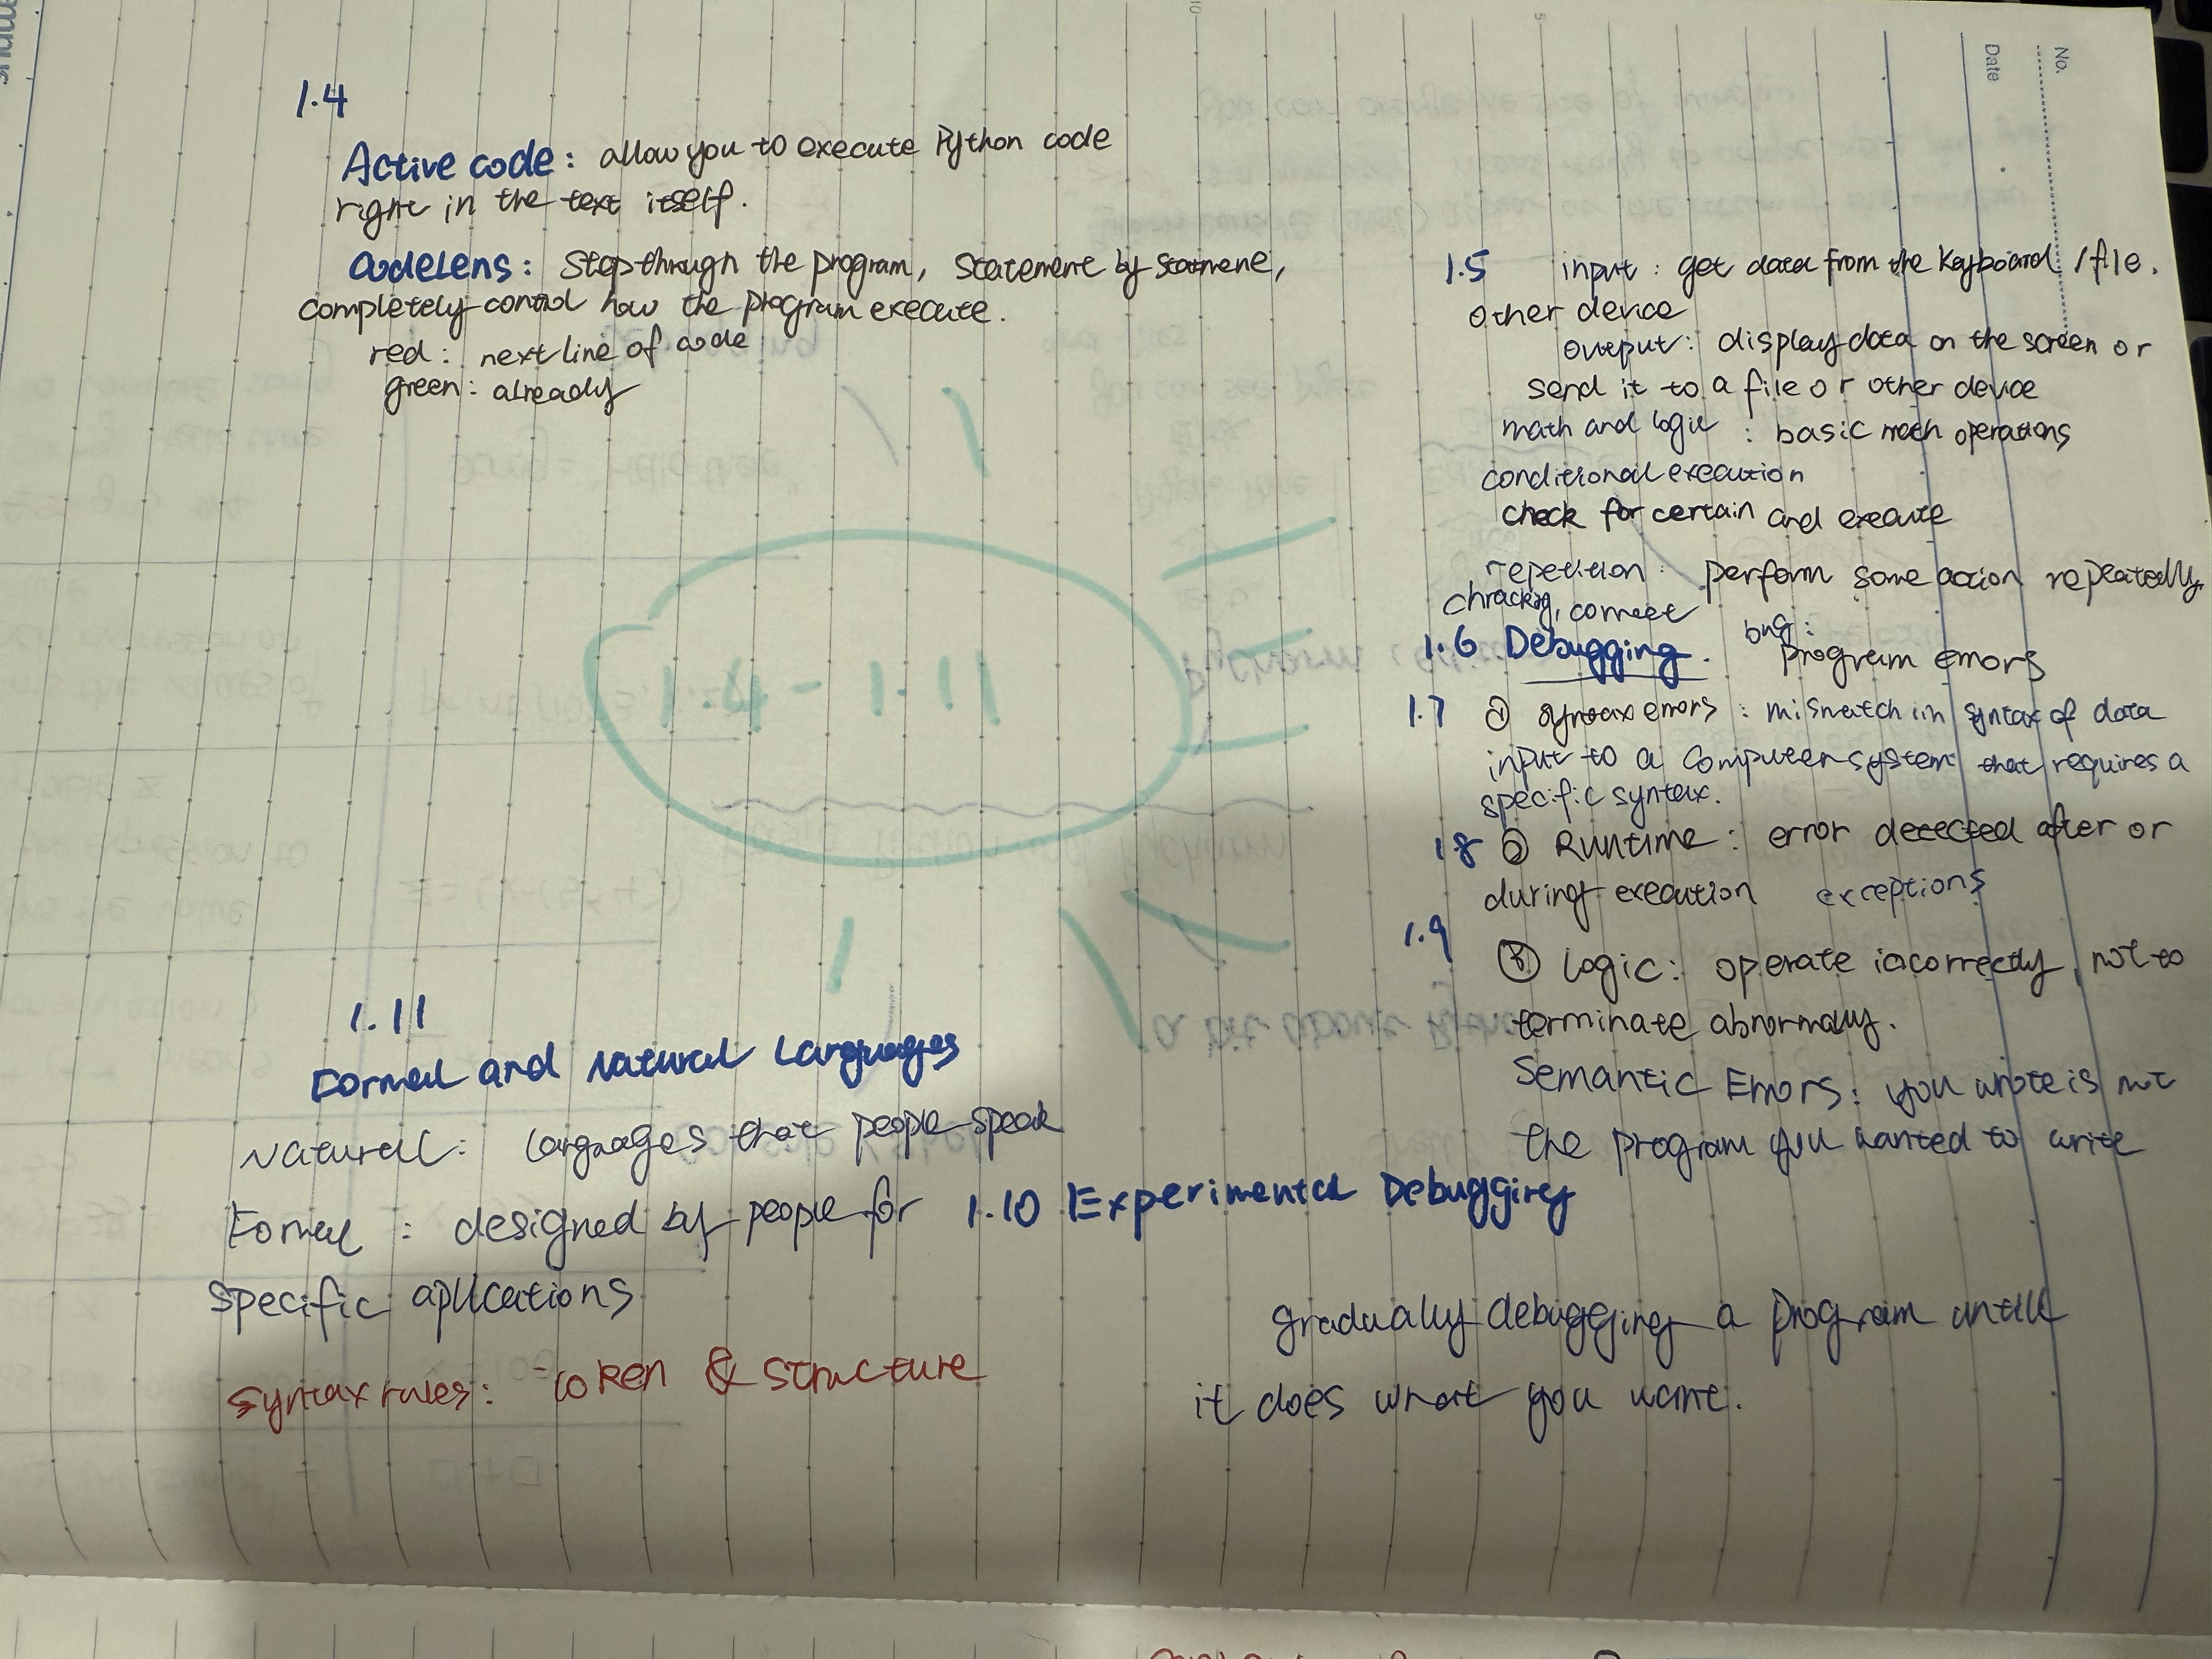 No.
Date
1.4
Active code: allow you to execute Python code
right in the text itself.
CodeLens: Step through the program, statement by statment,
completely control how the program execute.
red: next line of code
green: already
1.5 input: get data from the keyboard /file.
other device
output: display data on the screen or
send it to a file or other device
math and logic: basic math operations
conditional execution
check for certain and execute
repetition: perform some action repeatedly
correct
1.6 Debugging. bug: program errors
1.7 ① syntax errors: mismatch in syntax of data
input to a computer system that requires a
specific syntax.
1.8 ② Runtime: error detected after or
during execution exceptions
1.9
③ Logic: operate incorrectly, not to
terminate abnormally.
Semantic Errors: you wrote is not
the program you wanted to write
1.10 Experimental Debugging
gradually debugging a program untill
it does what you want.
1.11
Formal and Natural Languages
Natural: languages that people speak
Formal: designed by people for
specific aplications
syntax rules: token & structure
1.4 - 1.11